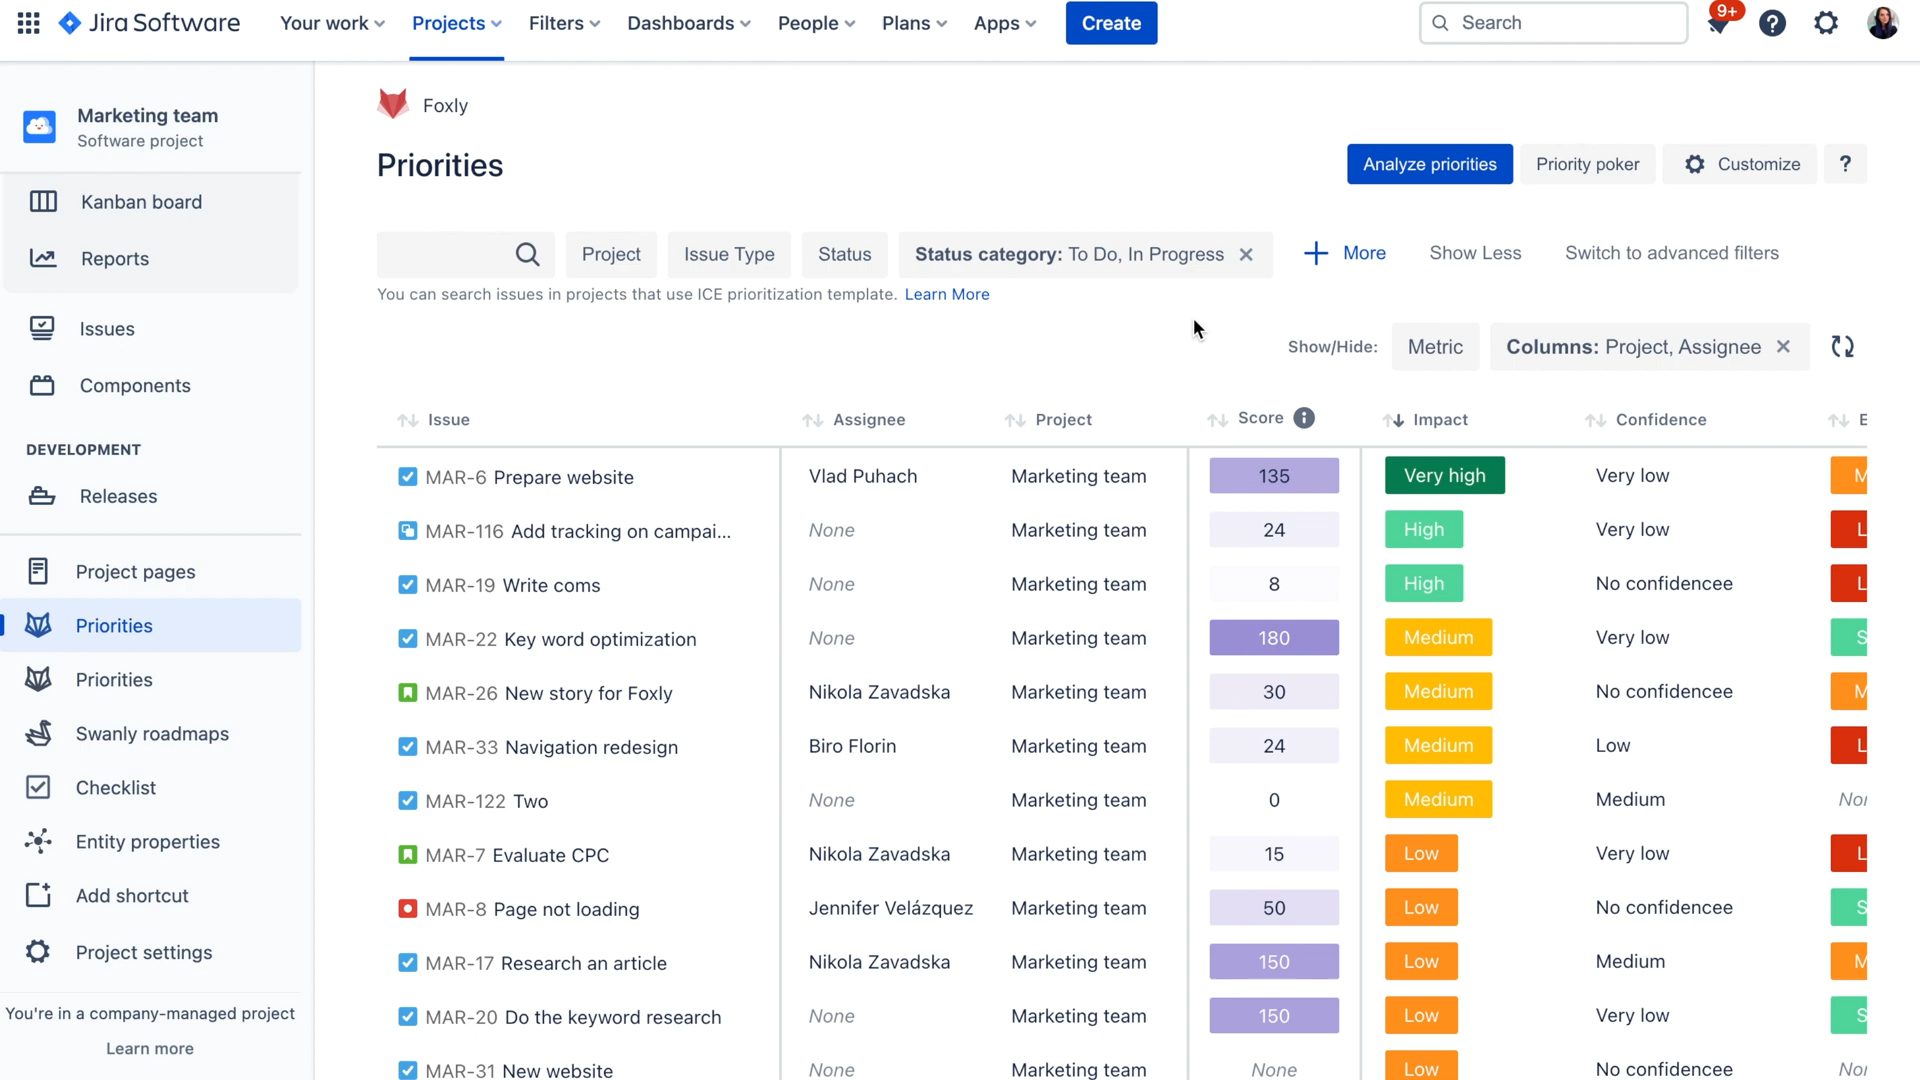 Jira Software Your work Projects Filters Dashboards People Plans Apps Create Search 9+ ?
Marketing team
Software project
Kanban board
Reports
Issues
Components
DEVELOPMENT
Releases
Project pages
Priorities
Priorities
Swanly roadmaps
Checklist
Entity properties
Add shortcut
Project settings
You're in a company-managed project
Learn more
Foxly
Priorities
Analyze priorities Priority poker Customize ?
Project Issue Type Status Status category: To Do, In Progress More Show Less Switch to advanced filters
You can search issues in projects that use ICE prioritization template. Learn More
Show/Hide: Metric Columns: Project, Assignee
Issue Assignee Project Score Impact Confidence E
MAR-6 Prepare website Vlad Puhach Marketing team 135 Very high Very low M
MAR-116 Add tracking on campai... None Marketing team 24 High Very low L
MAR-19 Write coms None Marketing team 8 High No confidencee L
MAR-22 Key word optimization None Marketing team 180 Medium Very low S
MAR-26 New story for Foxly Nikola Zavadska Marketing team 30 Medium No confidencee M
MAR-33 Navigation redesign Biro Florin Marketing team 24 Medium Low L
MAR-122 Two None Marketing team 0 Medium Medium
MAR-7 Evaluate CPC Nikola Zavadska Marketing team 15 Low Very low L
MAR-8 Page not loading Jennifer Velázquez Marketing team 50 Low No confidencee S
MAR-17 Research an article Nikola Zavadska Marketing team 150 Low Medium M
MAR-20 Do the keyword research None Marketing team 150 Low Very low S
MAR-31 New website None Marketing team None Low No confidencee